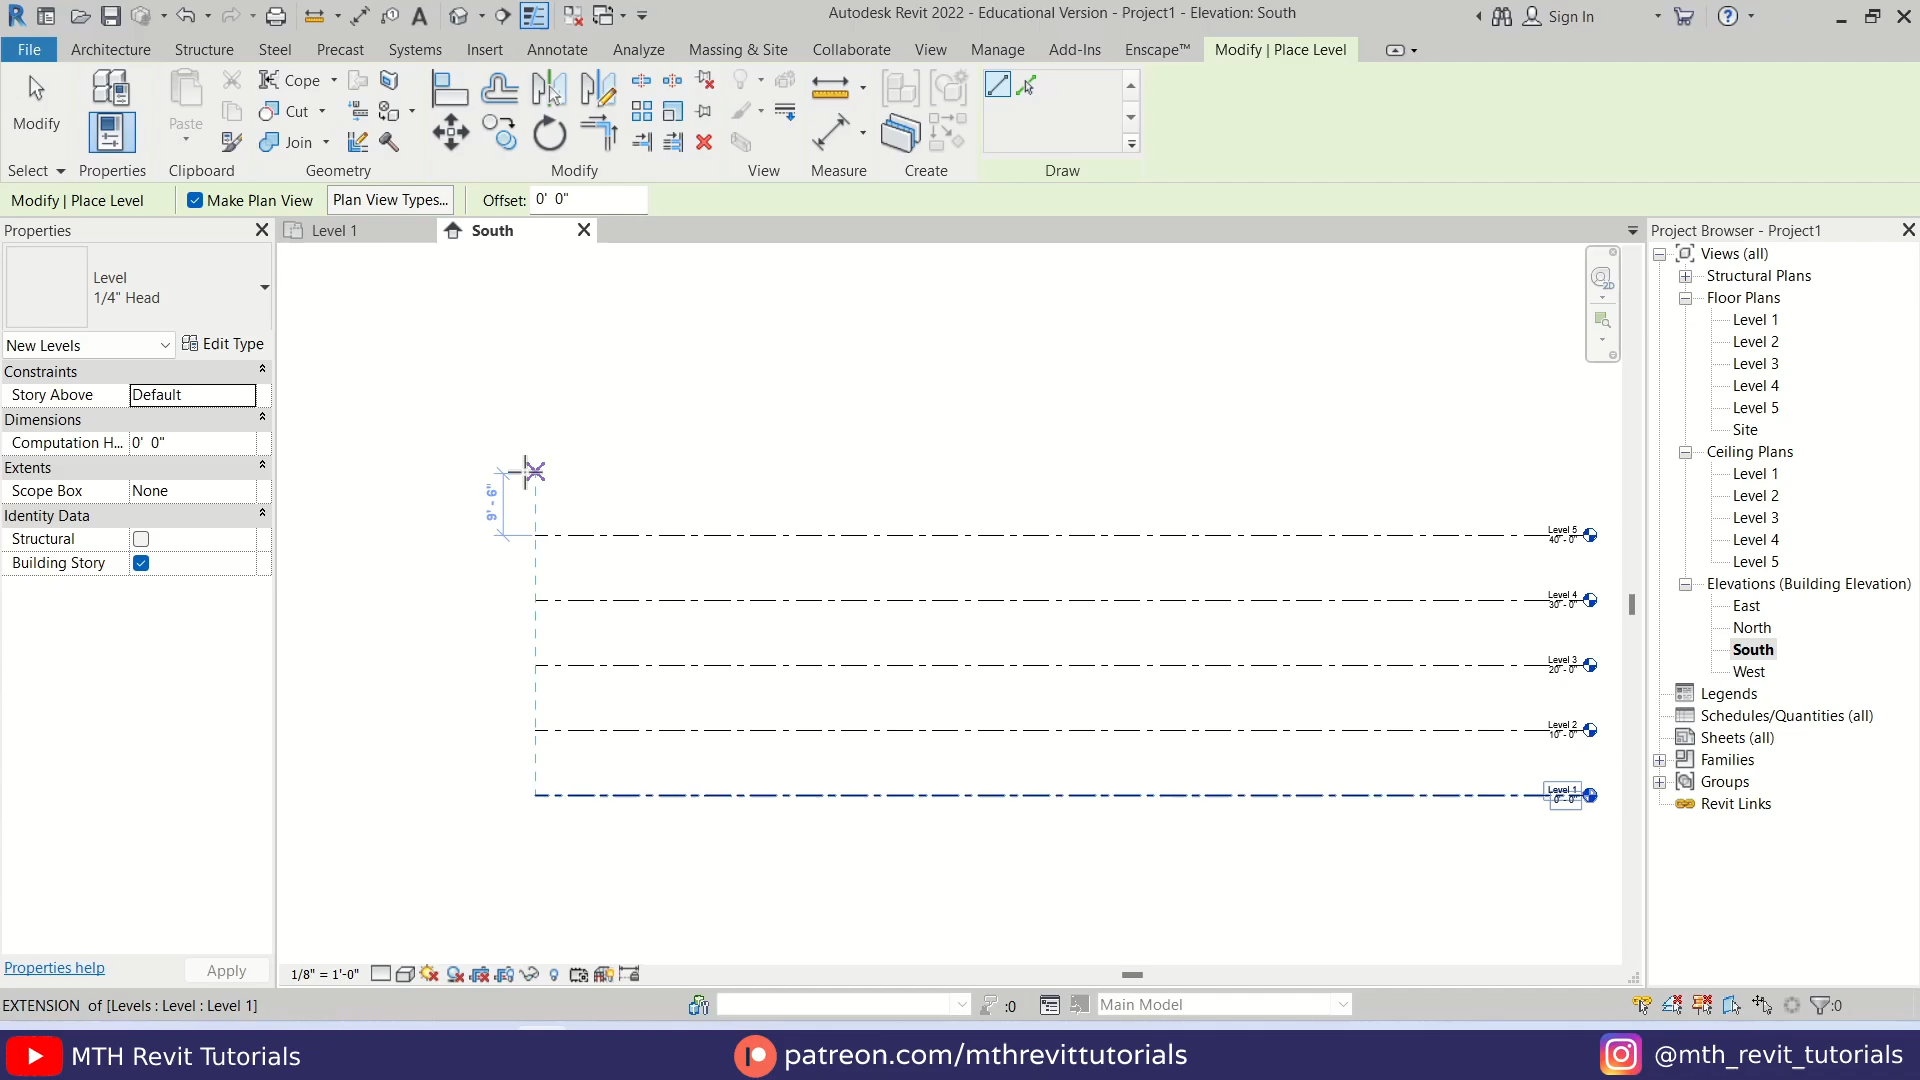 Autodesk Revit 2022 - Educational Version - Project1 - Elevation: South
Sign In
File
Architecture
Structure
Steel
Precast
Systems
Insert
Annotate
Analyze
Massing & Site
Collaborate
View
Manage
Add-Ins
Enscape™
Modify | Place Level
Modify
Paste
Cope
Cut
Join
Select
Properties
Clipboard
Geometry
Modify
View
Measure
Create
Draw
Modify | Place Level
Make Plan View
Plan View Types...
Offset: 0' 0"
Properties
Level 1
South
Project Browser - Project1
Level
1/4" Head
New Levels
Edit Type
Constraints
Story Above Default
Dimensions
Computation H... 0' 0"
Extents
Scope Box None
Identity Data
Structural
Building Story
Properties help
Apply
9' - 6"
Level 5
40' - 0"
Level 4
30' - 0"
Level 3
20' - 0"
Level 2
10' - 0"
Level 1
0' - 0"
2D
Views (all)
Structural Plans
Floor Plans
Level 1
Level 2
Level 3
Level 4
Level 5
Site
Ceiling Plans
Level 1
Level 2
Level 3
Level 4
Level 5
Elevations (Building Elevation)
East
North
South
West
Legends
Schedules/Quantities (all)
Sheets (all)
Families
Groups
Revit Links
1/8" = 1'-0"
EXTENSION of [Levels : Level : Level 1]
:0
Main Model
:0
MTH Revit Tutorials
patreon.com/mthrevittutorials
@mth_revit_tutorials